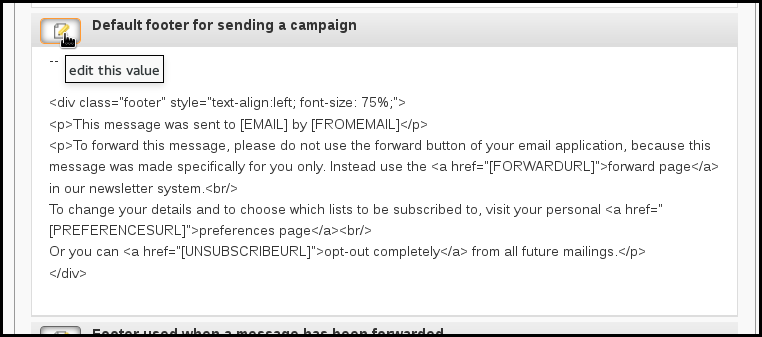 Default footer for sending a campaign
--
edit this value
<div class="footer" style="text-align:left; font-size: 75%;">
<p>This message was sent to [EMAIL] by [FROMEMAIL]</p>
<p>To forward this message, please do not use the forward button of your email application, because this
message was made specifically for you only. Instead use the <a href="[FORWARDURL]">forward page</a>
in our newsletter system.<br/>
To change your details and to choose which lists to be subscribed to, visit your personal <a href="
[PREFERENCESURL]">preferences page</a><br/>
Or you can <a href="[UNSUBSCRIBEURL]">opt-out completely</a> from all future mailings.</p>
</div>
Footer used when a message has been forwarded